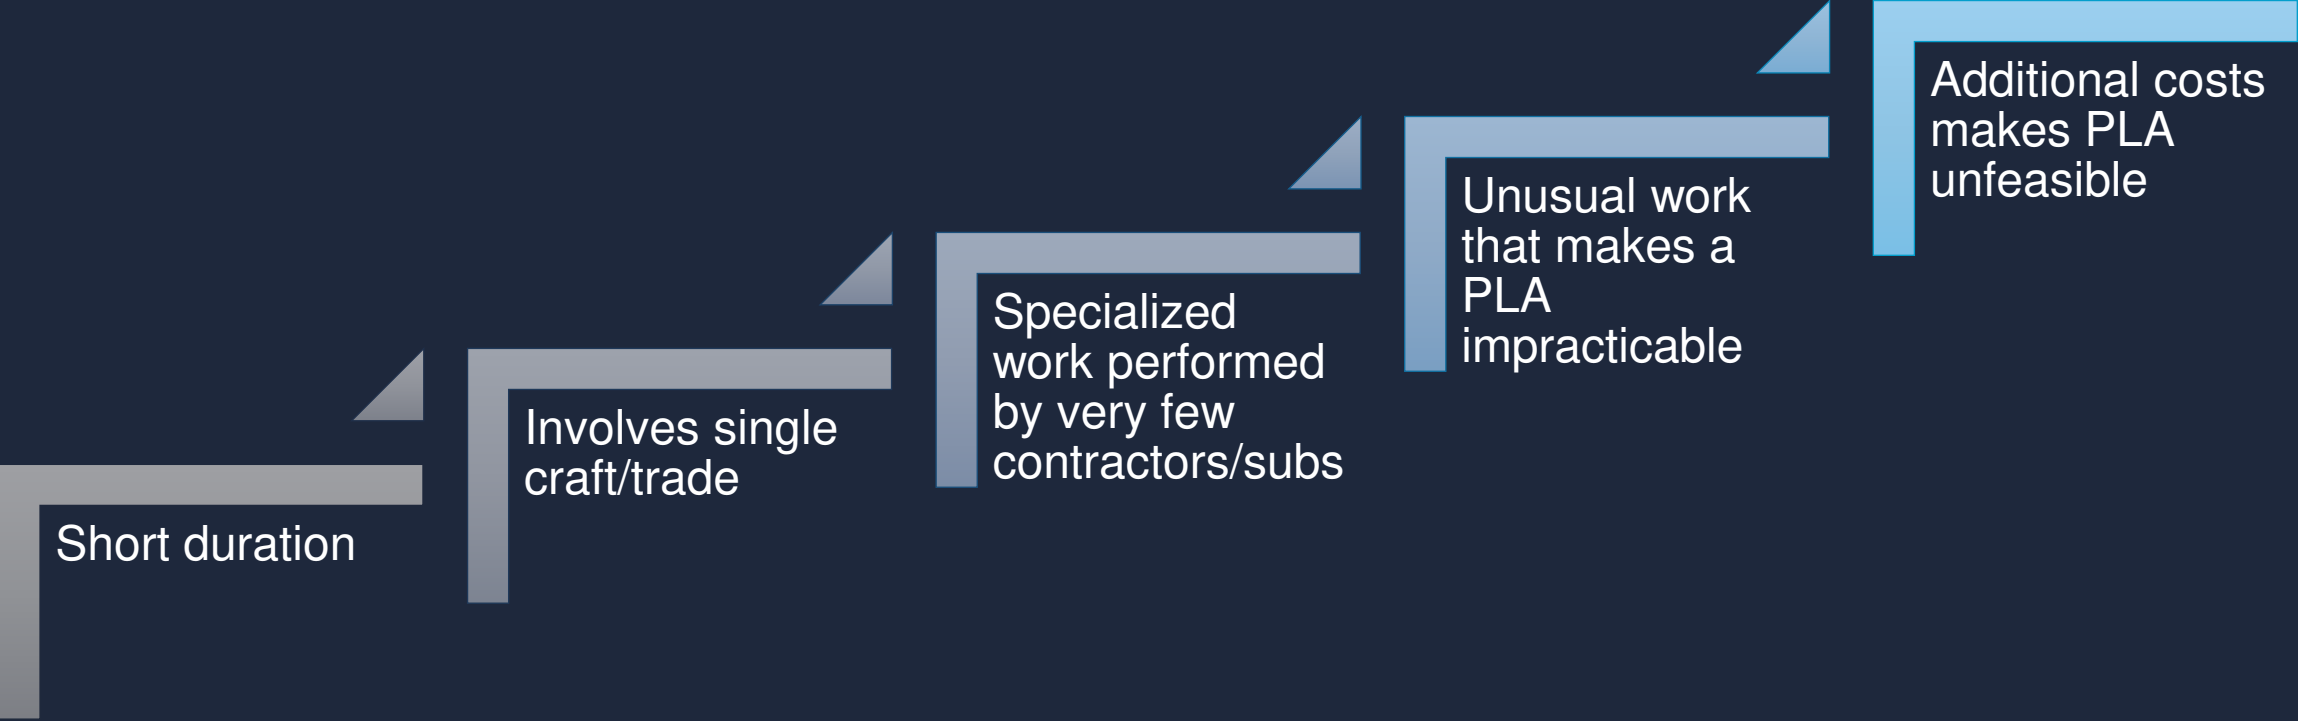 Short duration
Involves single
craft/trade
Specialized
work performed
by very few
contractors/subs
Unusual work
that makes a
PLA
impracticable
Additional costs
makes PLA
unfeasible